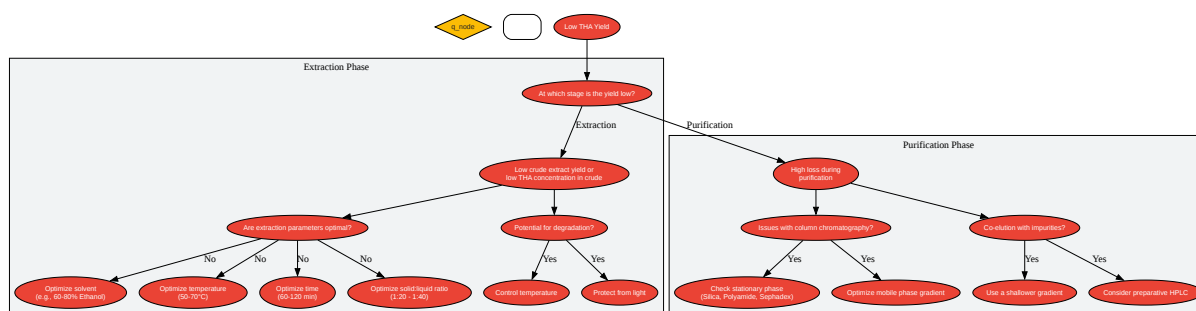 q_node
Low THA Yield
Extraction Phase
At which stage is the yield low?
Extraction
Purification
Purification Phase
Low crude extract yield or
low THA concentration in crude
High loss during
purification
Are extraction parameters optimal?
Potential for degradation?
Issues with column chromatography?
Co-elution with impurities?
No
No
No
No
Yes
Yes
Yes
Yes
Yes
Yes
Optimize solvent
(e.g., 60-80% Ethanol)
Optimize temperature
(50-70°C)
Optimize time
(60-120 min)
Optimize solid:liquid ratio
(1:20 - 1:40)
Control temperature
Protect from light
Check stationary phase
(Silica, Polyamide, Sephadex)
Optimize mobile phase gradient
Use a shallower gradient
Consider preparative HPLC